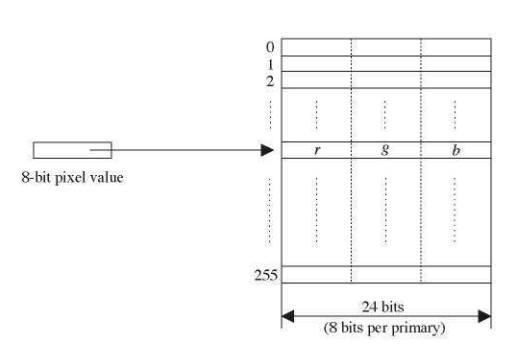 0
1
2
r g b
8-bit pixel value
255
24 bits
(8 bits per primary)